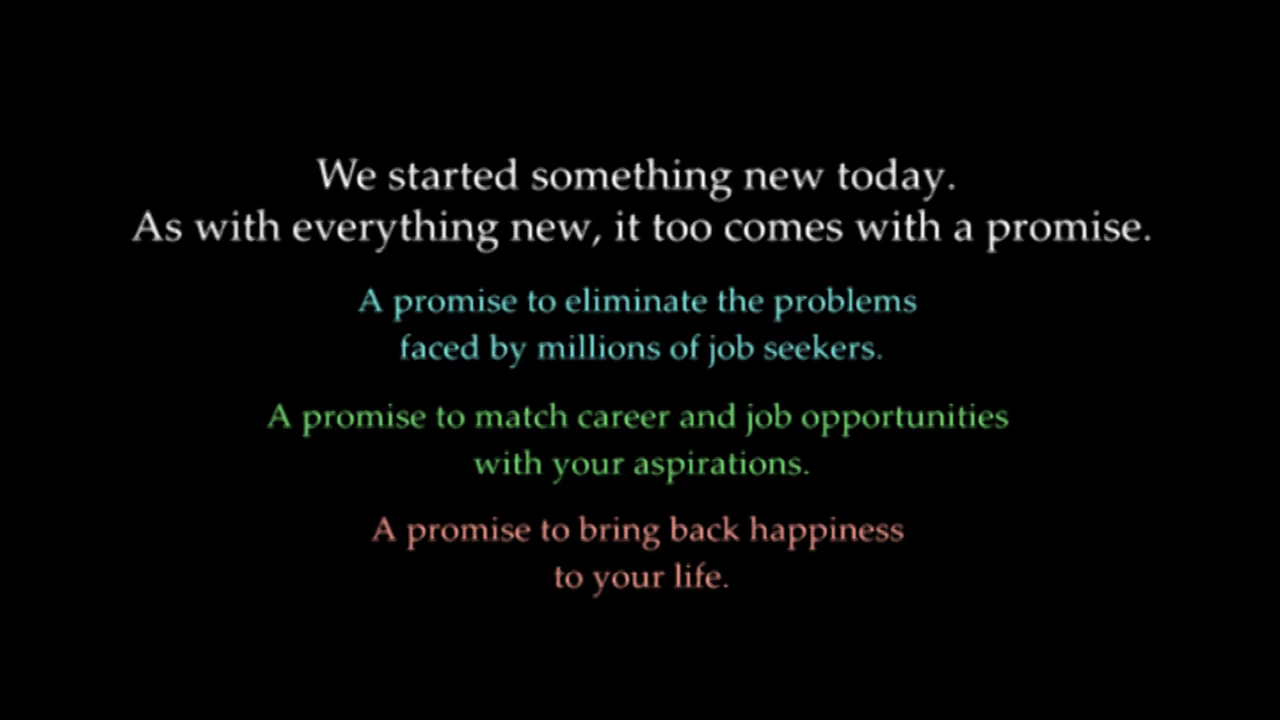 We started something new today.
As with everything new, it too comes with a promise.
A promise to eliminate the problems
faced by millions of job seekers.
A promise to match career and job opportunities
with your aspirations.
A promise to bring back happiness
to your life.